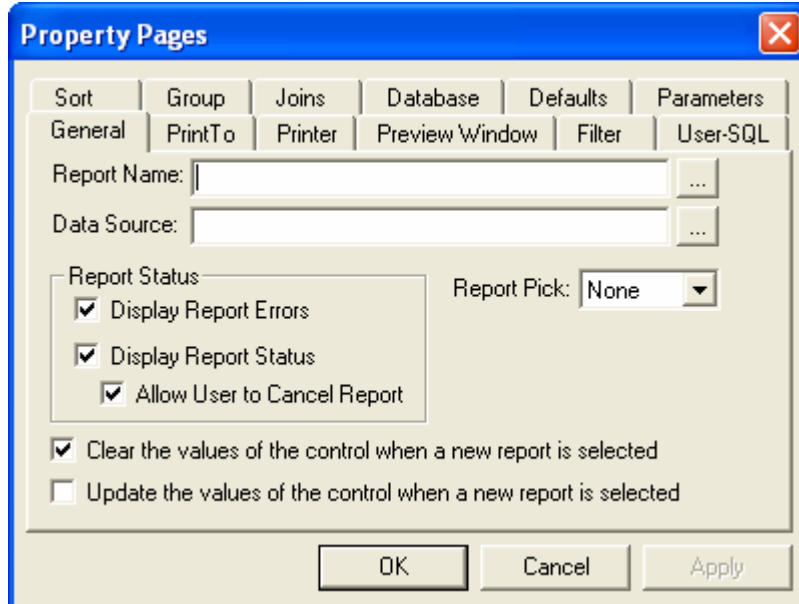 Property Pages
Sort Group Joins Database Defaults Parameters
General PrintTo Printer Preview Window Filter User-SQL
Report Name: ...
Data Source: ...
Report Status
Report Pick: None
Display Report Errors
Display Report Status
Allow User to Cancel Report
Clear the values of the control when a new report is selected
Update the values of the control when a new report is selected
OK Cancel Apply